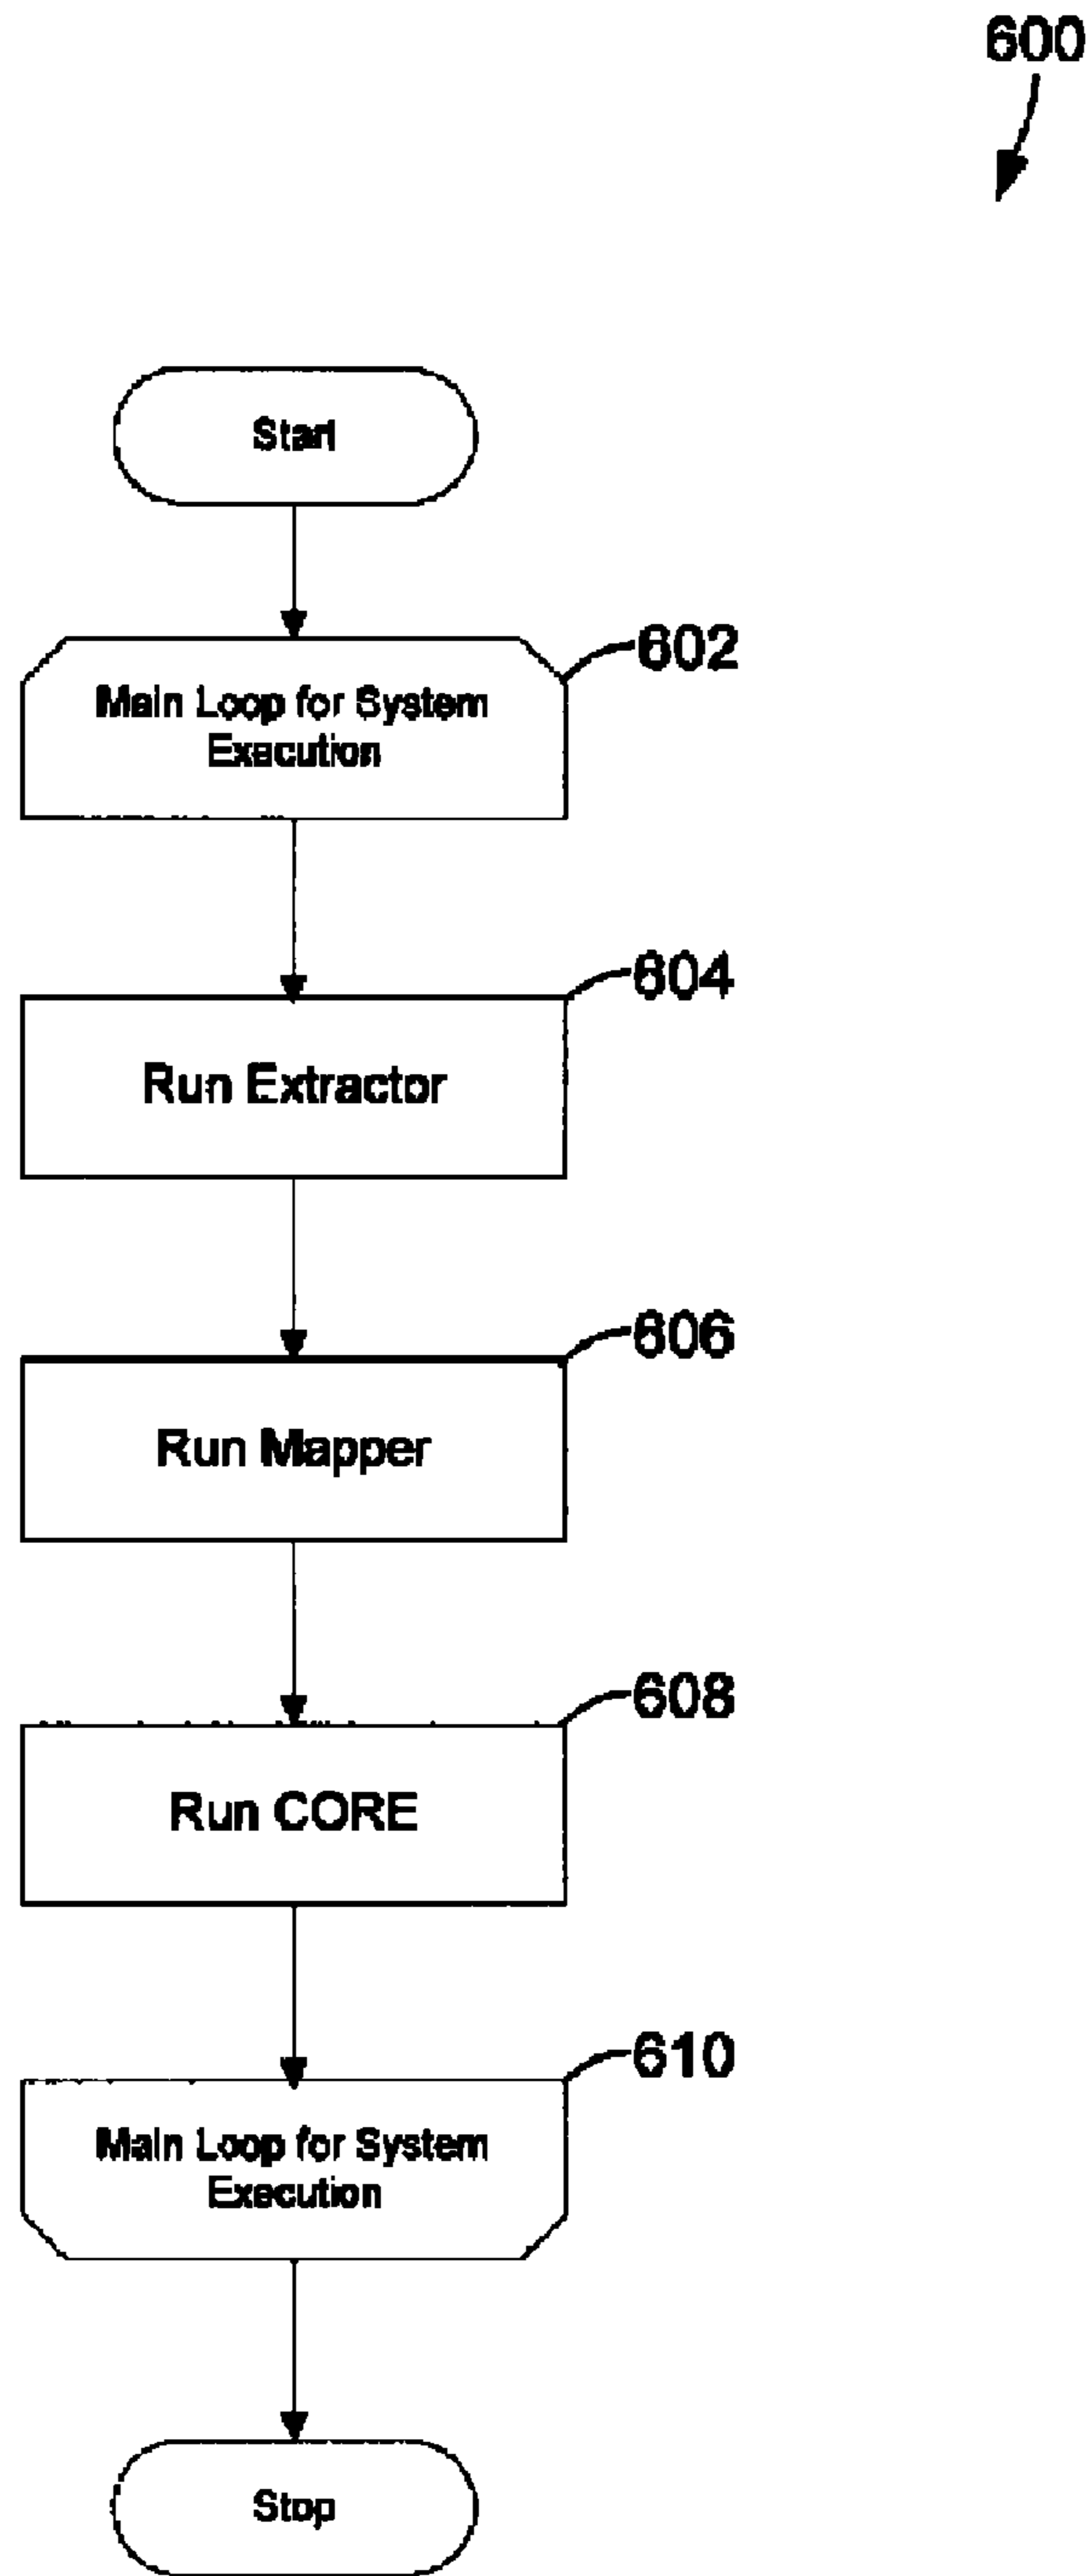 600
Start
602
Main Loop for System
Execution
604
Run Extractor
606
Run Mapper
608
Run CORE
610
Main Loop for System
Execution
Stop